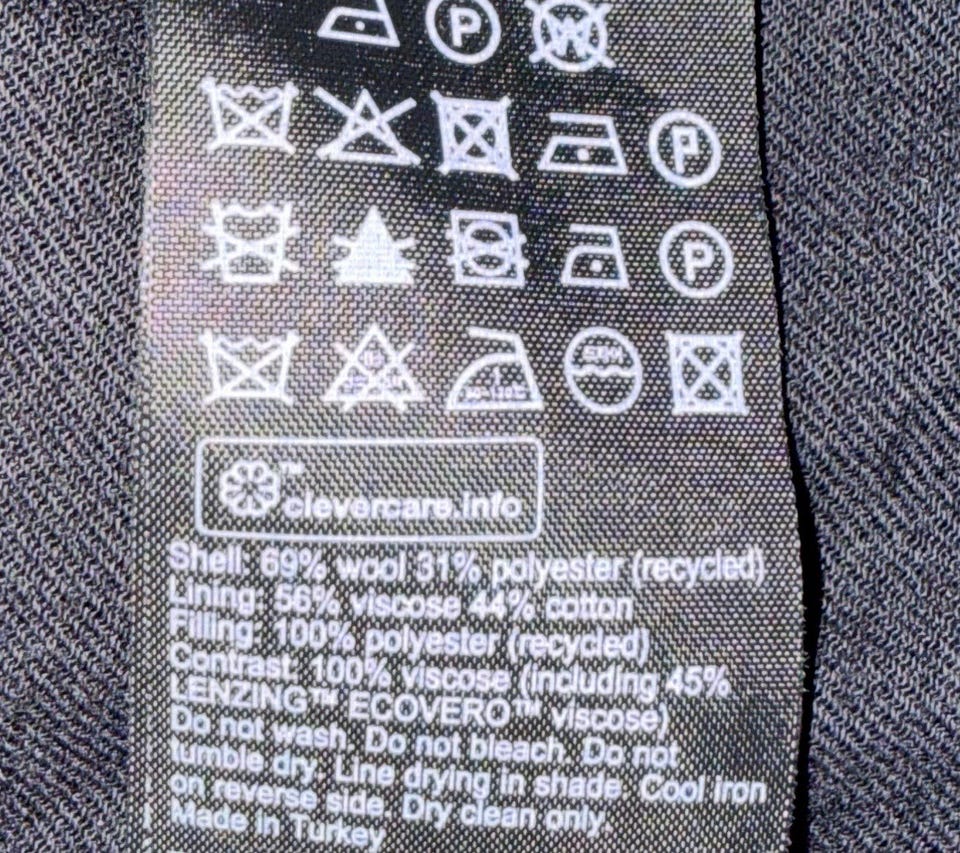 P W
P
P
™
clevercare.info
Shell: 69% wool 31% polyester (recycled)
Lining: 56% viscose 44% cotton
Filling: 100% polyester (recycled)
Contrast: 100% viscose (including 45%
LENZING™ ECOVERO™ viscose)
Do not wash. Do not bleach. Do not
tumble dry. Line drying in shade. Cool iron
on reverse side. Dry clean only.
Made in Turkey